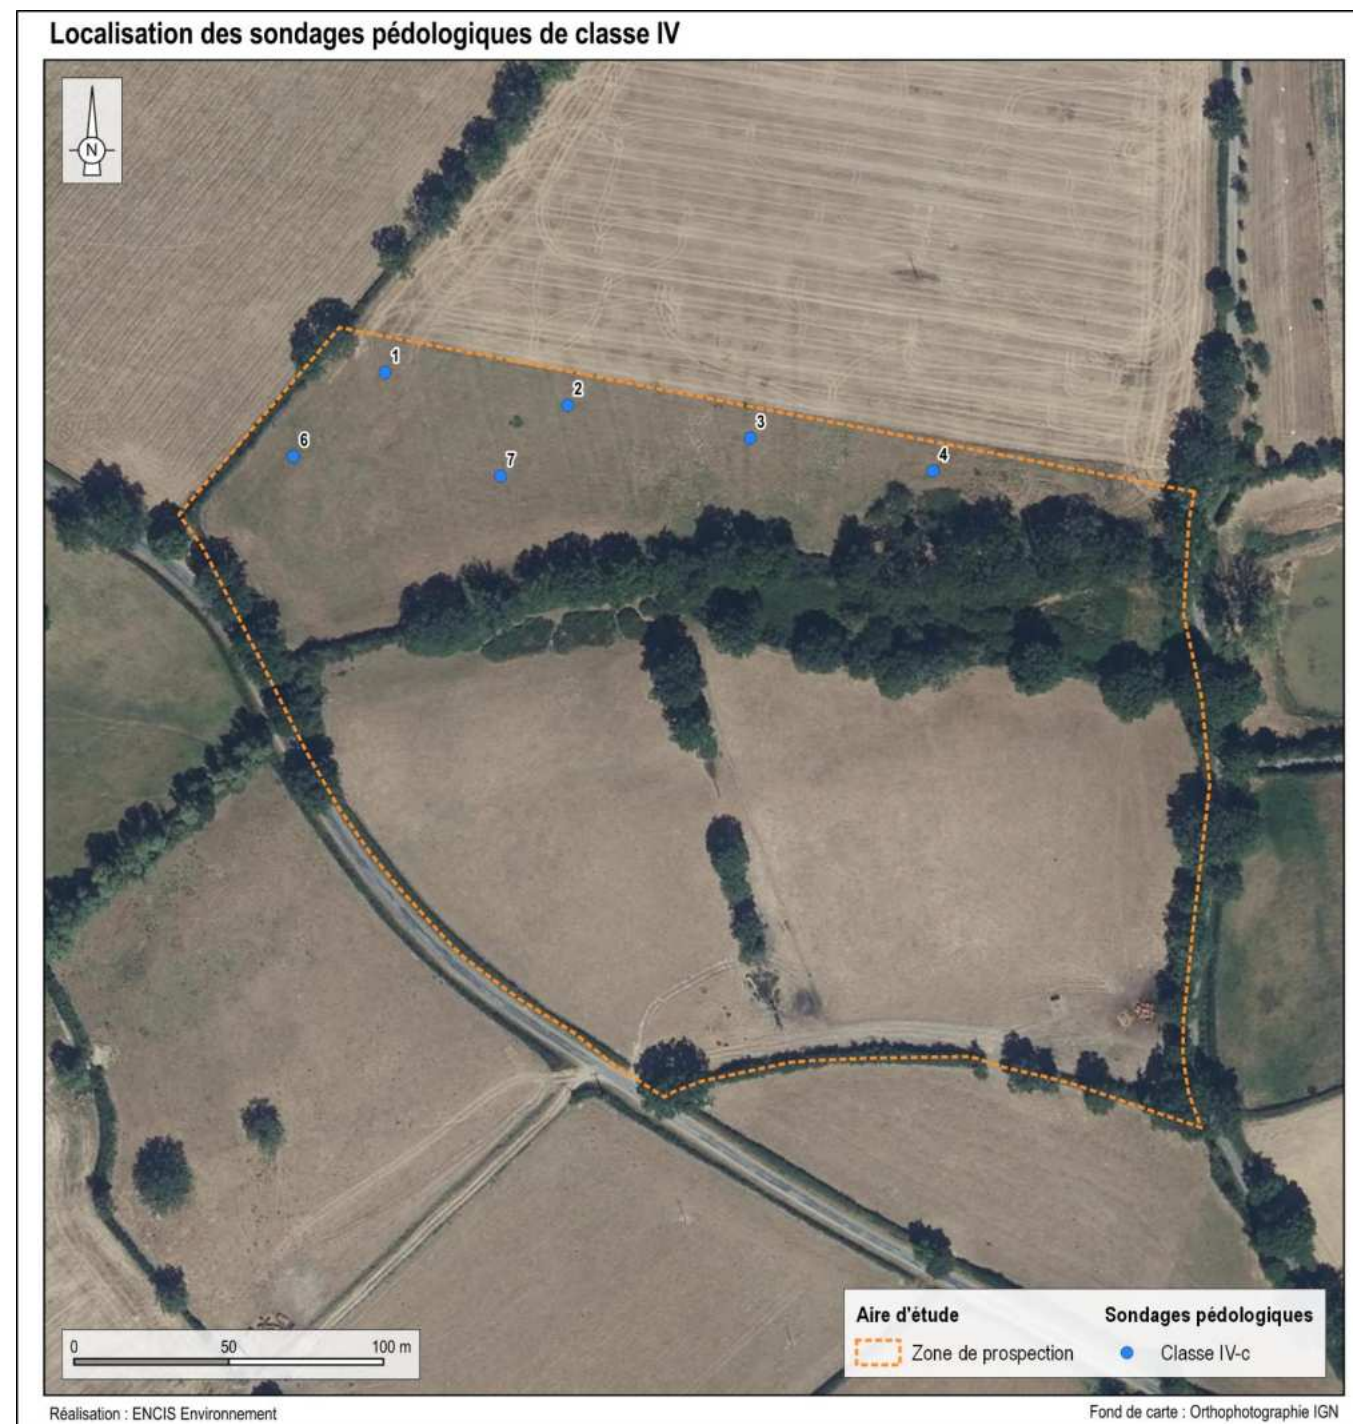 Localisation des sondages pédologiques de classe IV
N
1
2
3
4
6
7
0 50 100 m
Aire d'étude
Zone de prospection
Sondages pédologiques
Classe IV-c
Réalisation : ENCIS Environnement
Fond de carte : Orthophotographie IGN